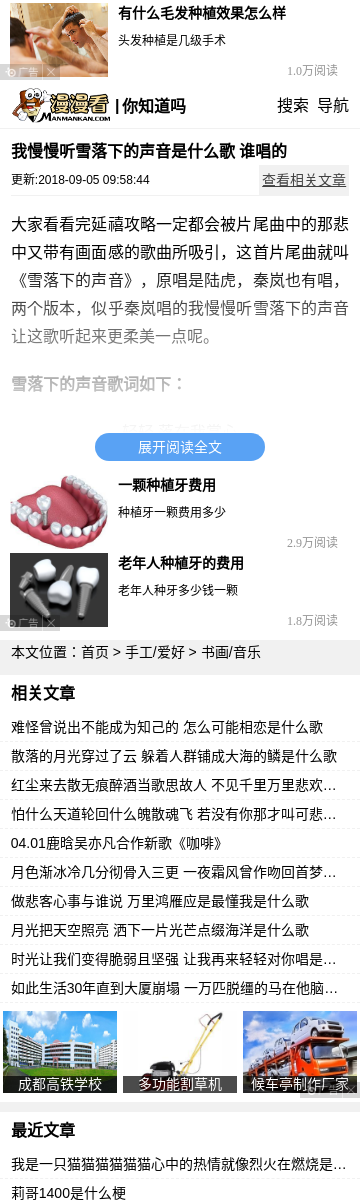 有什么毛发种植效果怎么样
头发种植是几级手术
1.0万阅读
广告
漫漫看
MANMANKAN.COM
你知道吗
搜索 导航
我慢慢听雪落下的声音是什么歌 谁唱的
更新:2018-09-05 09:58:44
查看相关文章
大家看看完延禧攻略一定都会被片尾曲中的那悲
中又带有画面感的歌曲所吸引，这首片尾曲就叫
《雪落下的声音》，原唱是陆虎，秦岚也有唱，
两个版本，似乎秦岚唱的我慢慢听雪落下的声音
让这歌听起来更柔美一点呢。
雪落下的声音歌词如下：
展开阅读全文
一颗种植牙费用
种植牙一颗费用多少
2.9万阅读
老年人种植牙的费用
老年人种牙多少钱一颗
1.8万阅读
广告
本文位置：首页 > 手工/爱好 > 书画/音乐
相关文章
难怪曾说出不能成为知己的 怎么可能相恋是什么歌
散落的月光穿过了云 躲着人群铺成大海的鳞是什么歌
红尘来去散无痕醉酒当歌思故人 不见千里万里悲欢…
怕什么天道轮回什么魄散魂飞 若没有你那才叫可悲…
04.01鹿晗吴亦凡合作新歌《咖啡》
月色渐冰冷几分彻骨入三更 一夜霜风曾作吻回首梦…
做悲客心事与谁说 万里鸿雁应是最懂我是什么歌
月光把天空照亮 洒下一片光芒点缀海洋是什么歌
时光让我们变得脆弱且坚强 让我再来轻轻对你唱是…
如此生活30年直到大厦崩塌 一万匹脱缰的马在他脑…
成都高铁学校
多功能割草机
候车亭制作厂家
最近文章
我是一只猫猫猫猫猫猫心中的热情就像烈火在燃烧是…
莉哥1400是什么梗